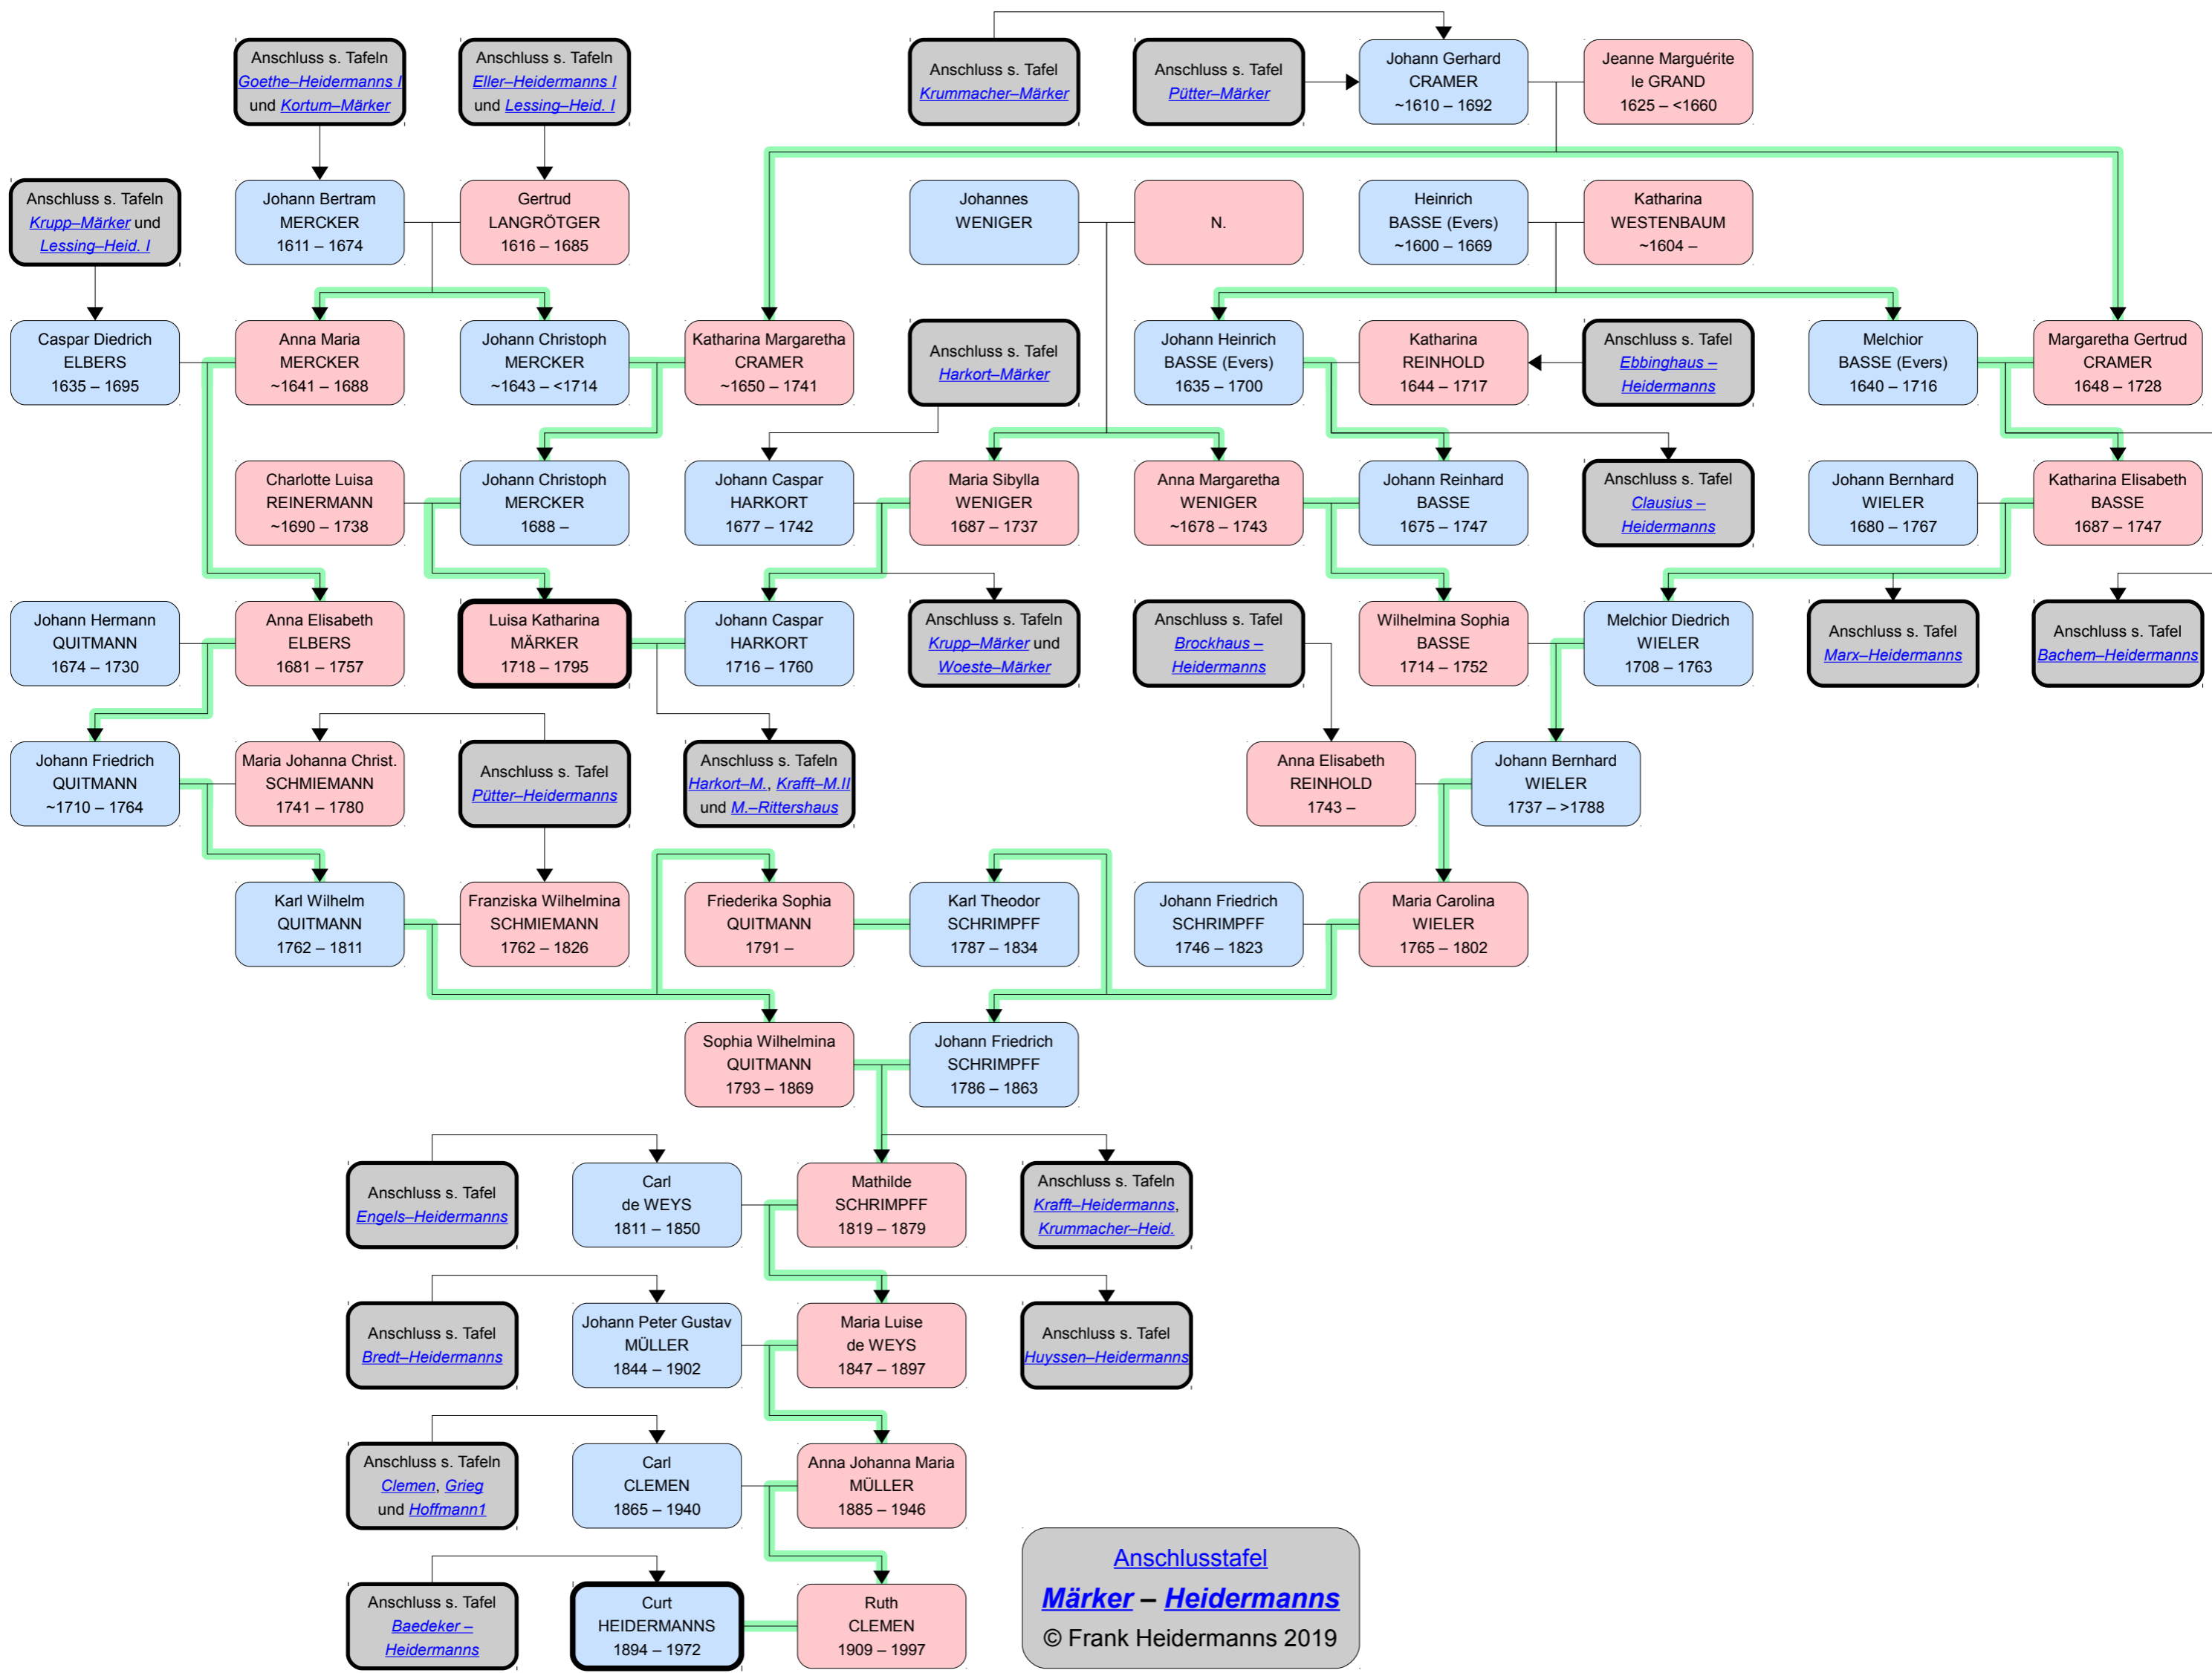 Anschluss s. Tafeln
Goethe–Heidermanns I
und Kortum–Märker
Anschluss s. Tafeln
Eller–Heidermanns I
und Lessing–Heid. I
Anschluss s. Tafel
Krummacher–Märker
Anschluss s. Tafel
Pütter–Märker
Johann Gerhard
CRAMER
~1610 – 1692
Jeanne Marguérite
le GRAND
1625 – <1660
Anschluss s. Tafeln
Krupp–Märker und
Lessing–Heid. I
Johann Bertram
MERCKER
1611 – 1674
Gertrud
LANGRÖTGER
1616 – 1685
Johannes
WENIGER
N.
Heinrich
BASSE (Evers)
~1600 – 1669
Katharina
WESTENBAUM
~1604 –
Caspar Diedrich
ELBERS
1635 – 1695
Anna Maria
MERCKER
~1641 – 1688
Johann Christoph
MERCKER
~1643 – <1714
Katharina Margaretha
CRAMER
~1650 – 1741
Anschluss s. Tafel
Harkort–Märker
Johann Heinrich
BASSE (Evers)
1635 – 1700
Katharina
REINHOLD
1644 – 1717
Anschluss s. Tafel
Ebbinghaus –
Heidermanns
Melchior
BASSE (Evers)
1640 – 1716
Margaretha Gertrud
CRAMER
1648 – 1728
Charlotte Luisa
REINERMANN
~1690 – 1738
Johann Christoph
MERCKER
1688 –
Johann Caspar
HARKORT
1677 – 1742
Maria Sibylla
WENIGER
1687 – 1737
Anna Margaretha
WENIGER
~1678 – 1743
Johann Reinhard
BASSE
1675 – 1747
Anschluss s. Tafel
Clausius –
Heidermanns
Johann Bernhard
WIELER
1680 – 1767
Katharina Elisabeth
BASSE
1687 – 1747
Johann Hermann
QUITMANN
1674 – 1730
Anna Elisabeth
ELBERS
1681 – 1757
Luisa Katharina
MÄRKER
1718 – 1795
Johann Caspar
HARKORT
1716 – 1760
Anschluss s. Tafeln
Krupp–Märker und
Woeste–Märker
Anschluss s. Tafel
Brockhaus –
Heidermanns
Wilhelmina Sophia
BASSE
1714 – 1752
Melchior Diedrich
WIELER
1708 – 1763
Anschluss s. Tafel
Marx–Heidermanns
Anschluss s. Tafel
Bachem–Heidermanns
Johann Friedrich
QUITMANN
~1710 – 1764
Maria Johanna Christ.
SCHMIEMANN
1741 – 1780
Anschluss s. Tafel
Pütter–Heidermanns
Anschluss s. Tafeln
Harkort–M., Krafft–M.II
und M.–Rittershaus
Anna Elisabeth
REINHOLD
1743 –
Johann Bernhard
WIELER
1737 – >1788
Karl Wilhelm
QUITMANN
1762 – 1811
Franziska Wilhelmina
SCHMIEMANN
1762 – 1826
Friederika Sophia
QUITMANN
1791 –
Karl Theodor
SCHRIMPFF
1787 – 1834
Johann Friedrich
SCHRIMPFF
1746 – 1823
Maria Carolina
WIELER
1765 – 1802
Sophia Wilhelmina
QUITMANN
1793 – 1869
Johann Friedrich
SCHRIMPFF
1786 – 1863
Anschluss s. Tafel
Engels–Heidermanns
Carl
de WEYS
1811 – 1850
Mathilde
SCHRIMPFF
1819 – 1879
Anschluss s. Tafeln
Krafft–Heidermanns,
Krummacher–Heid.
Anschluss s. Tafel
Bredt–Heidermanns
Johann Peter Gustav
MÜLLER
1844 – 1902
Maria Luise
de WEYS
1847 – 1897
Anschluss s. Tafel
Huyssen–Heidermanns
Anschluss s. Tafeln
Clemen, Grieg
und Hoffmann1
Carl
CLEMEN
1865 – 1940
Anna Johanna Maria
MÜLLER
1885 – 1946
Anschluss s. Tafel
Baedeker –
Heidermanns
Curt
HEIDERMANNS
1894 – 1972
Ruth
CLEMEN
1909 – 1997
Anschlusstafel
Märker – Heidermanns
© Frank Heidermanns 2019